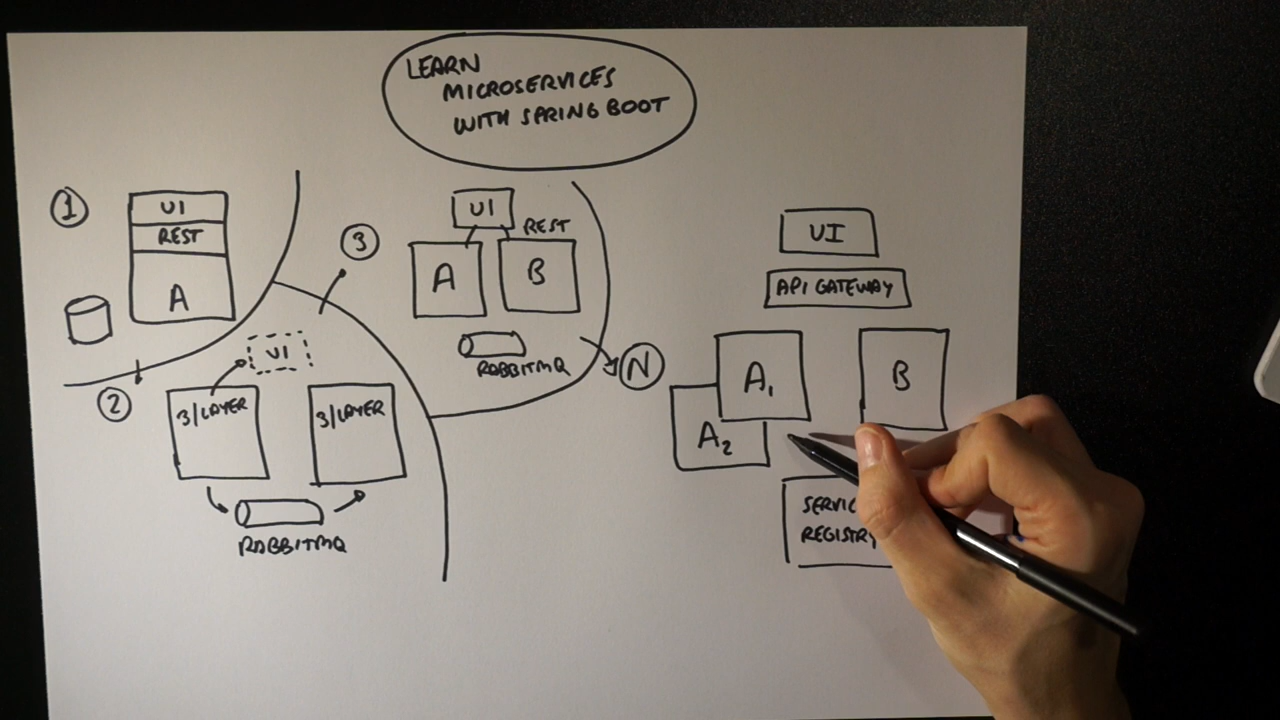 LEARN
MICROSERVICES
WITH SPRING BOOT
1
UI
REST
A
2
UI
3/LAYER
3/LAYER
RABBITMQ
3
UI
REST
A
B
RABBITMQ
N
UI
API GATEWAY
A1
B
A2
REGISTRY